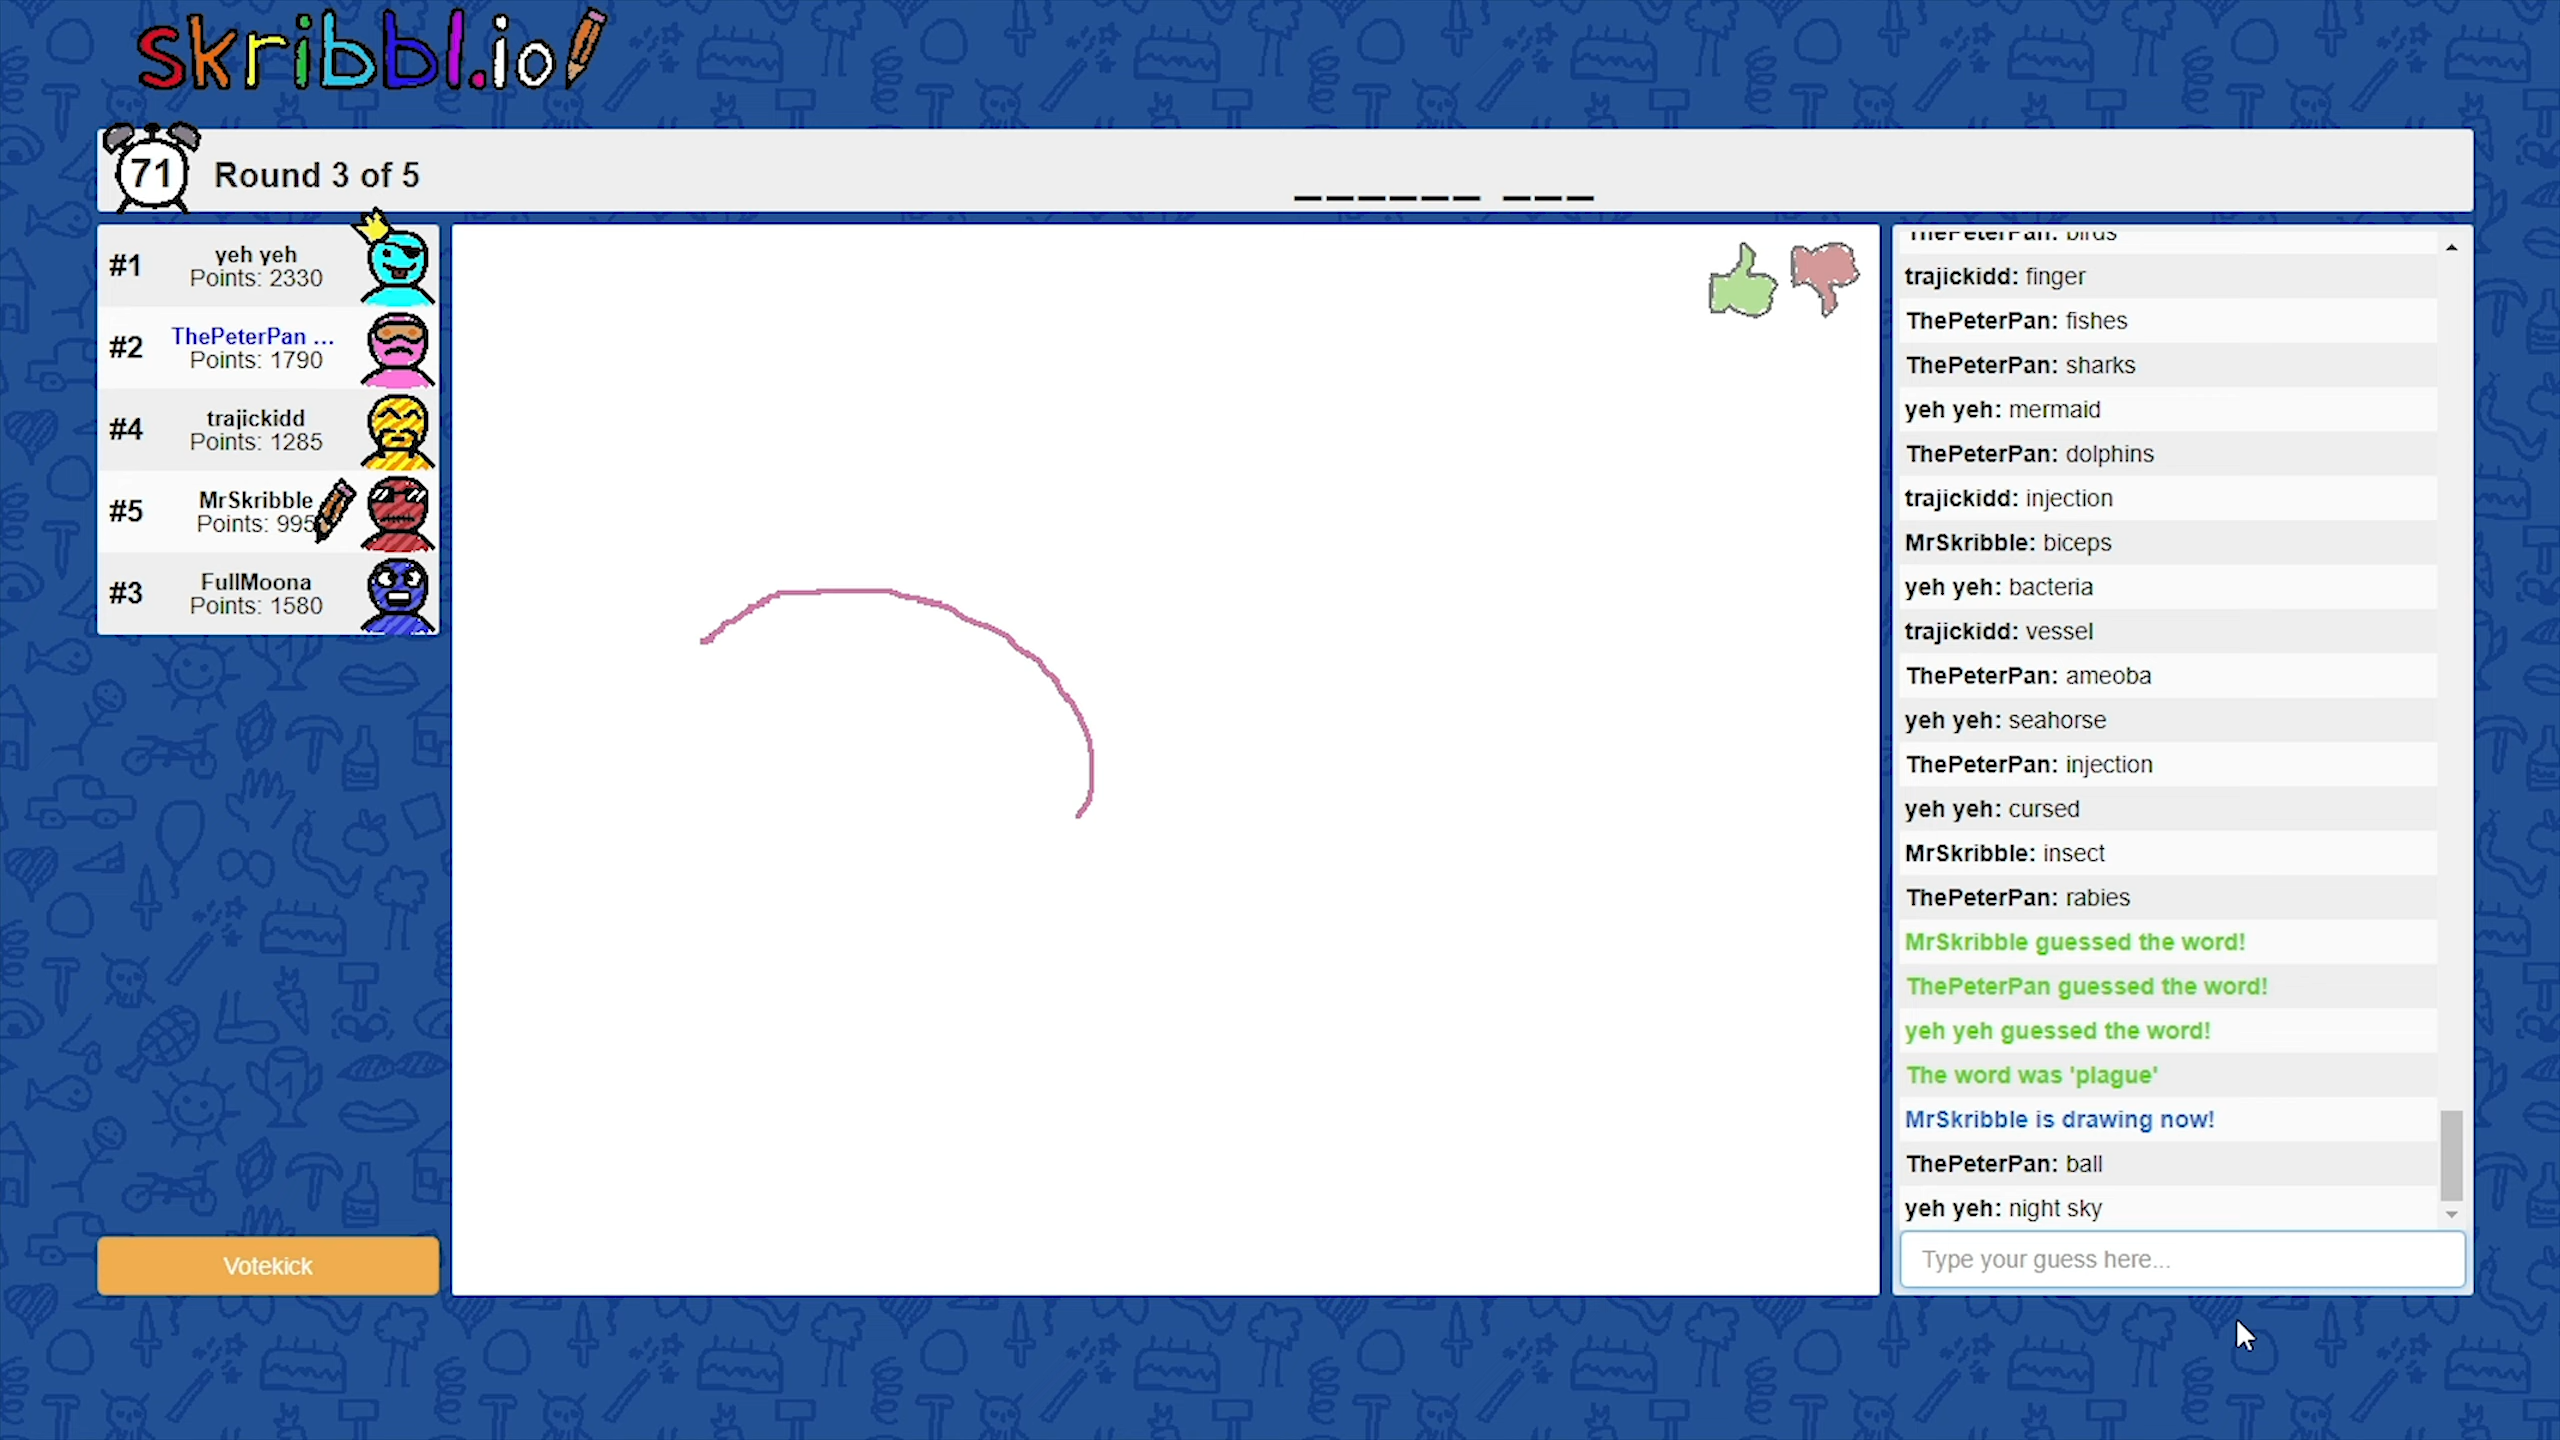 skribbl.io
71 Round 3 of 5 ______ ___
#1 yeh yeh
Points: 2330
#2 ThePeterPan ...
Points: 1790
#4 trajickidd
Points: 1285
#5 MrSkribble
Points: 995
#3 FullMoona
Points: 1580
Votekick
ThePeterPan: birds
trajickidd: finger
ThePeterPan: fishes
ThePeterPan: sharks
yeh yeh: mermaid
ThePeterPan: dolphins
trajickidd: injection
MrSkribble: biceps
yeh yeh: bacteria
trajickidd: vessel
ThePeterPan: ameoba
yeh yeh: seahorse
ThePeterPan: injection
yeh yeh: cursed
MrSkribble: insect
ThePeterPan: rabies
MrSkribble guessed the word!
ThePeterPan guessed the word!
yeh yeh guessed the word!
The word was 'plague'
MrSkribble is drawing now!
ThePeterPan: ball
yeh yeh: night sky
Type your guess here...